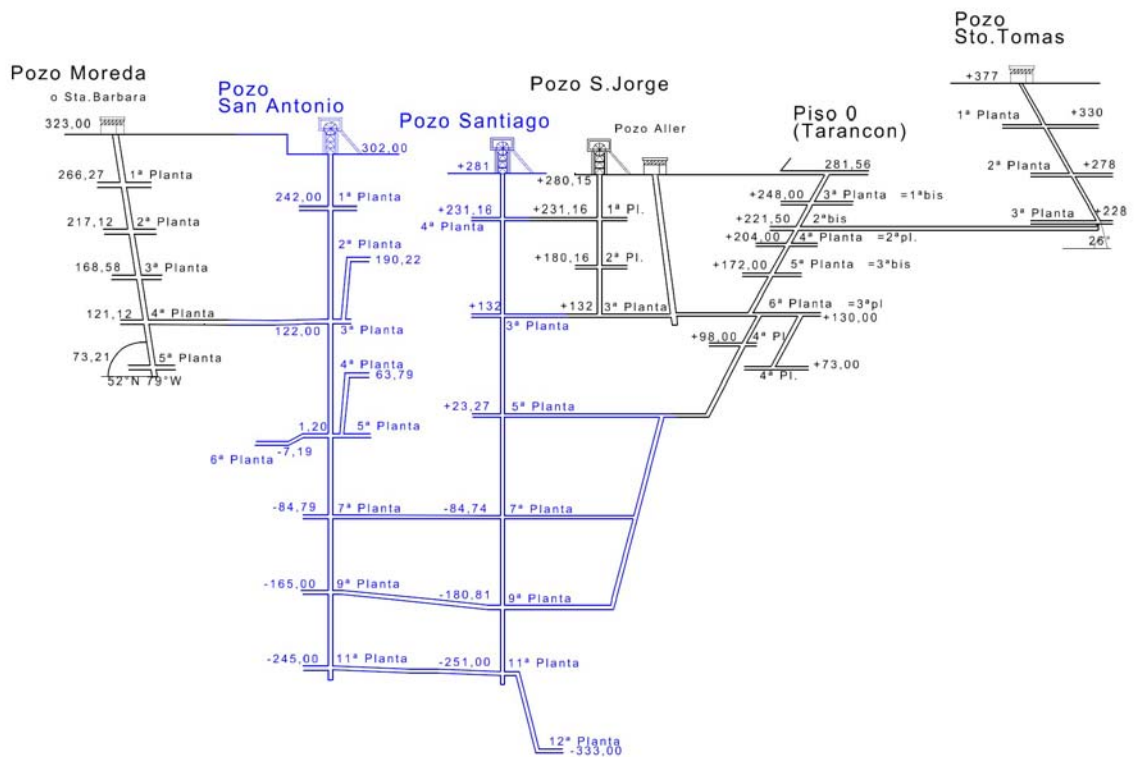 Pozo Moreda
o Sta.Barbara
323,00
266,27
1ª Planta
217,12
2ª Planta
168,58
3ª Planta
121,12
4ª Planta
73,21
5ª Planta
52°N 79°W
Pozo
San Antonio
302,00
242,00
1ª Planta
2ª Planta
190,22
122,00
3ª Planta
4ª Planta
63,79
1,20
5ª Planta
-7,19
6ª Planta
-84,79
7ª Planta
-165,00
9ª Planta
-245,00
11ª Planta
Pozo Santiago
+281
+231,16
4ª Planta
+132
3ª Planta
+23,27
5ª Planta
-84,74
7ª Planta
-180,81
9ª Planta
-251,00
11ª Planta
12ª Planta
-333,00
Pozo S.Jorge
Pozo Aller
+280,15
+231,16
1ª Pl.
+180,16
2ª Pl.
+132
3ª Planta
Piso 0
(Tarancon)
281,56
+248,00
3ª Planta =1ªbis
+221,50
2ªbis
+204,00
4ª Planta =2ªpl.
+172,00
5ª Planta =3ªbis
6ª Planta =3ªpl
+130,00
+98,00
4ª Pl
+73,00
4ª Pl.
Pozo
Sto.Tomas
+377
1ª Planta
+330
2ª Planta
+278
3ª Planta
+228
26°